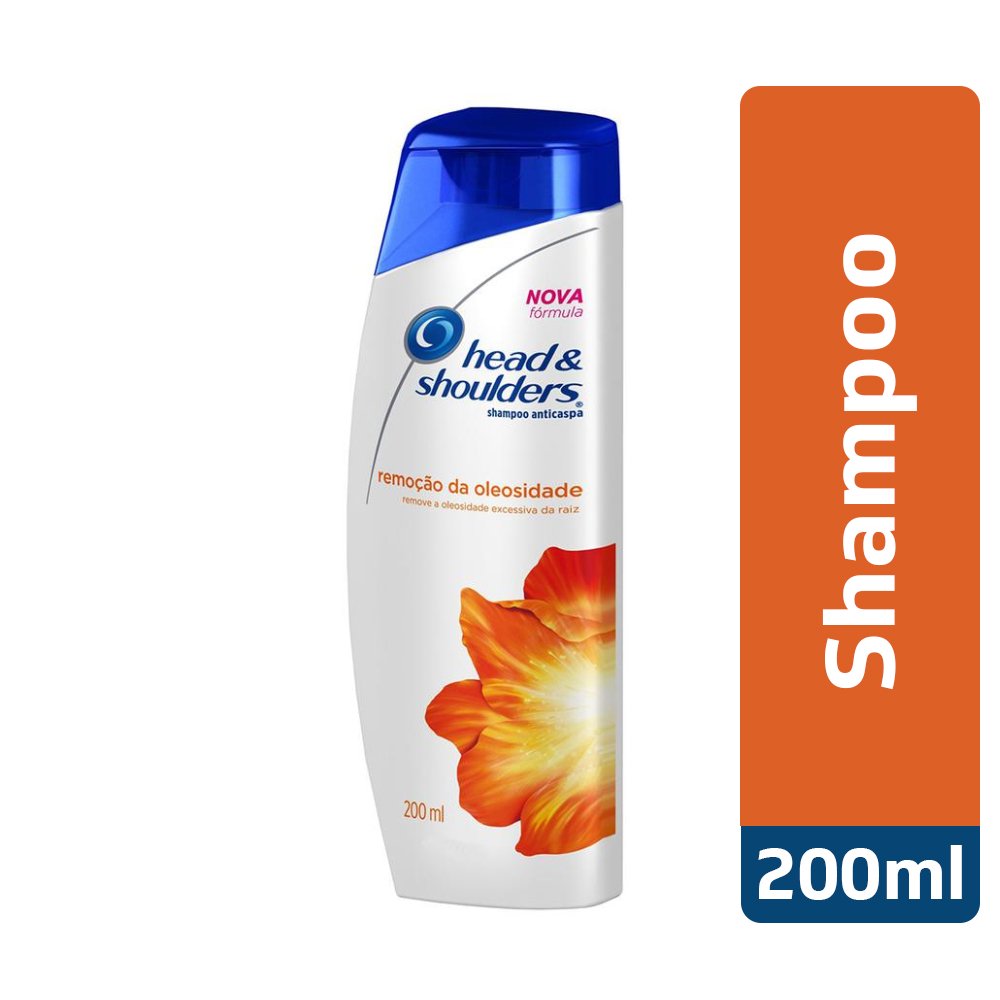 NOVA
fórmula
head &
shoulders®
shampoo anticaspa
remoção da oleosidade
remove a oleosidade excessiva da raiz
200 ml
Shampoo
200ml